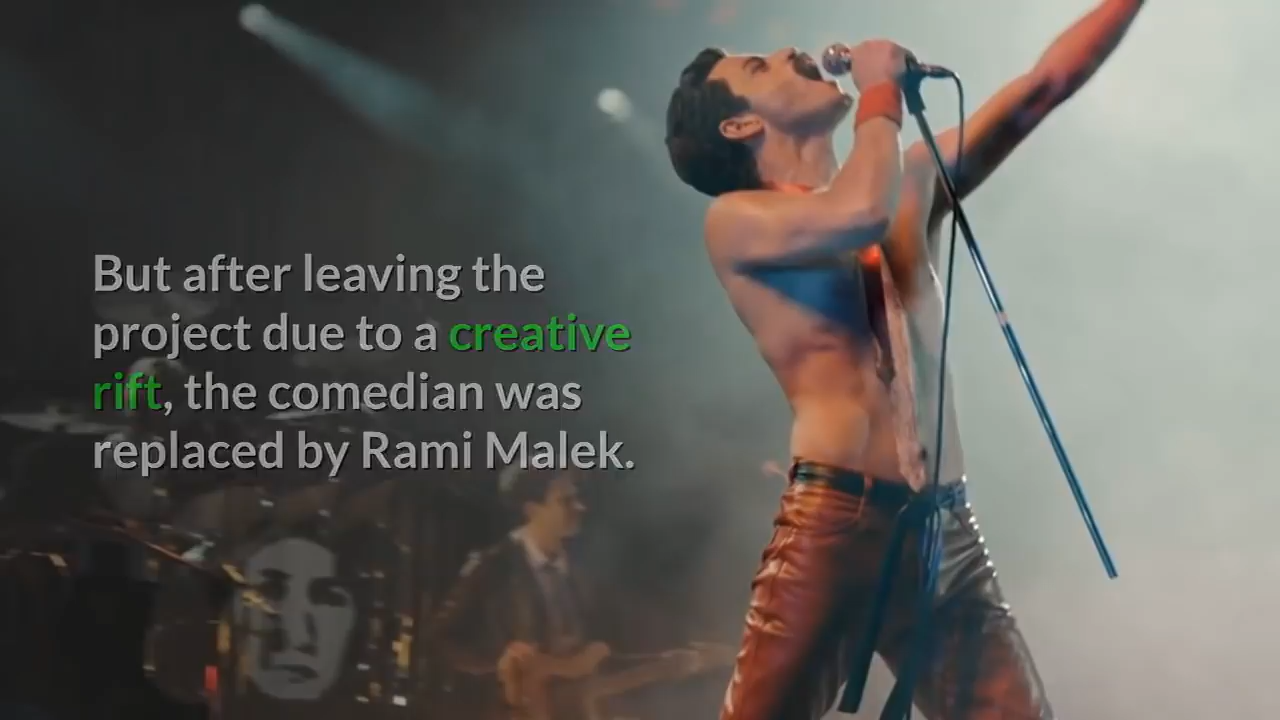 But after leaving the
project due to a creative
rift, the comedian was
replaced by Rami Malek.